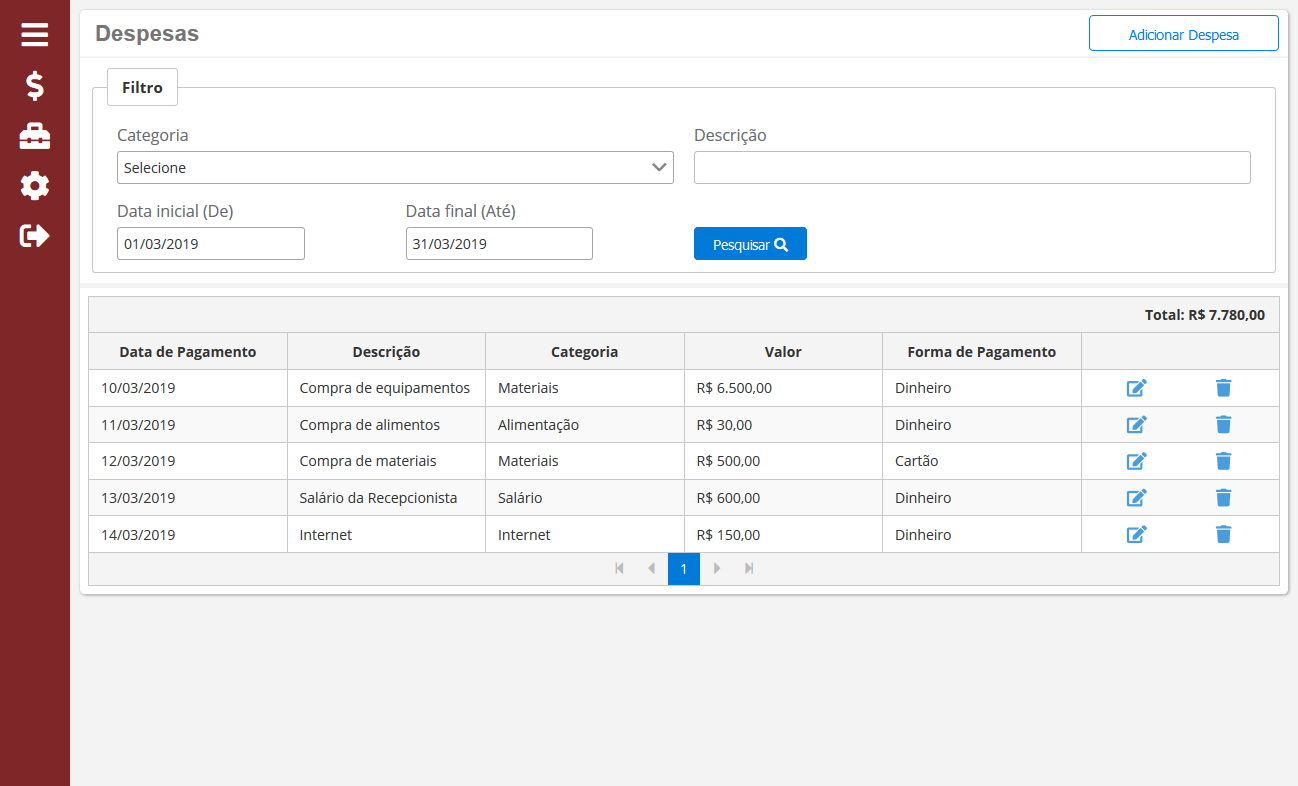 Despesas
Adicionar Despesa
Filtro
Categoria
Descrição
Selecione
Data inicial (De)
Data final (Até)
01/03/2019
31/03/2019
Pesquisar
Total: R$ 7.780,00
Data de Pagamento Descrição Categoria Valor Forma de Pagamento
10/03/2019 Compra de equipamentos Materiais R$ 6.500,00 Dinheiro
11/03/2019 Compra de alimentos Alimentação R$ 30,00 Dinheiro
12/03/2019 Compra de materiais Materiais R$ 500,00 Cartão
13/03/2019 Salário da Recepcionista Salário R$ 600,00 Dinheiro
14/03/2019 Internet Internet R$ 150,00 Dinheiro
1